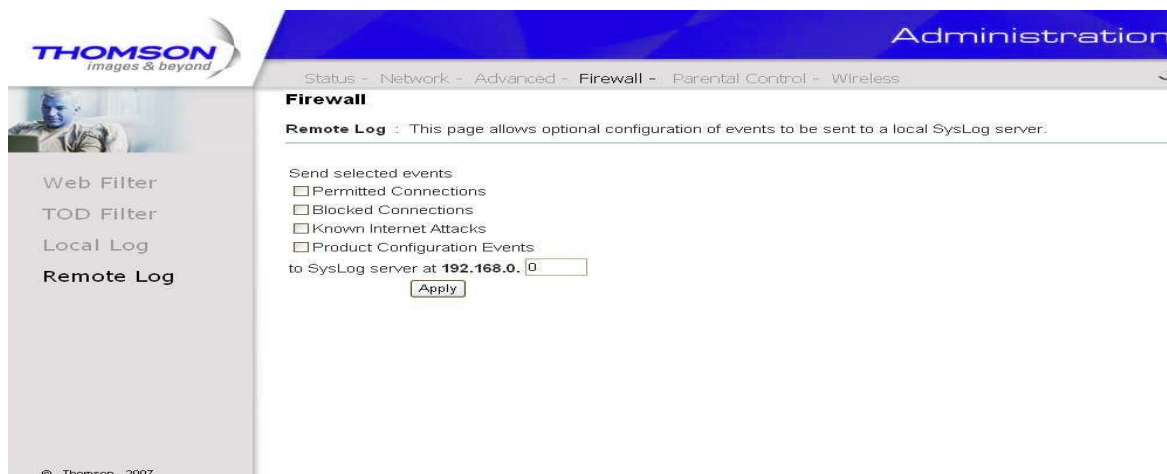 THOMSON
images & beyond
Administration
Status - Network - Advanced - Firewall - Parental Control - Wireless
Firewall
Remote Log : This page allows optional configuration of events to be sent to a local SysLog server.
Web Filter
TOD Filter
Local Log
Remote Log
Send selected events
Permitted Connections
Blocked Connections
Known Internet Attacks
Product Configuration Events
to SysLog server at 192.168.0. 0
Apply
© Thomson 2007